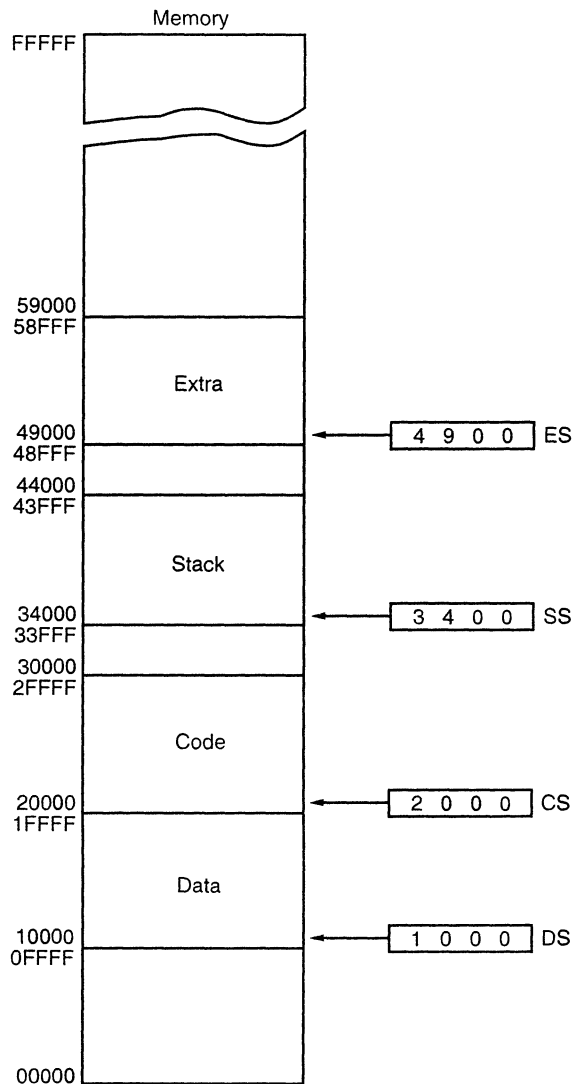 Memory
FFFFF
59000
58FFF
Extra
49000
48FFF
4 9 0 0 ES
44000
43FFF
Stack
34000
33FFF
3 4 0 0 SS
30000
2FFFF
Code
20000
1FFFF
2 0 0 0 CS
Data
10000
0FFFF
1 0 0 0 DS
00000